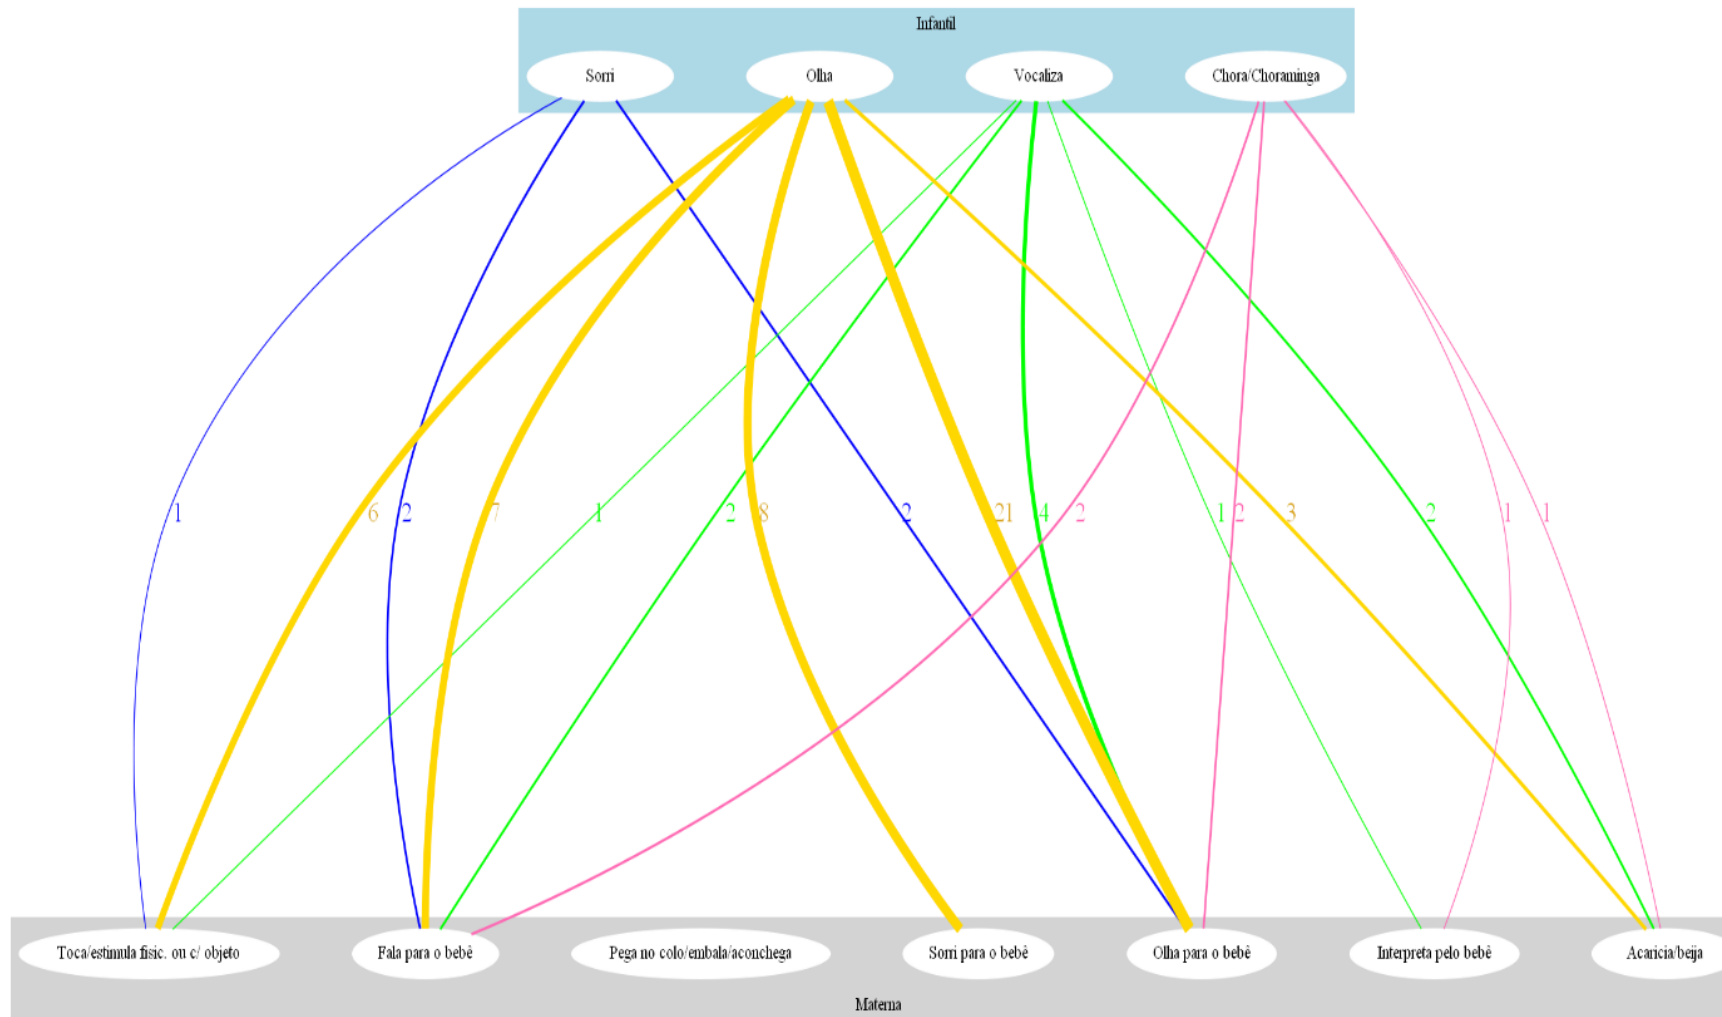 Infantil
Sorri
Olha
Vocaliza
Chora/Choraminga
1
6
2
7
1
2
8
2
21
4
2
1
2
3
2
1
1
Toca/estimula fisic. ou c/ objeto
Fala para o bebê
Pega no colo/embala/aconchega
Sorri para o bebê
Olha para o bebê
Interpreta pelo bebê
Acaricia/beija
Materna